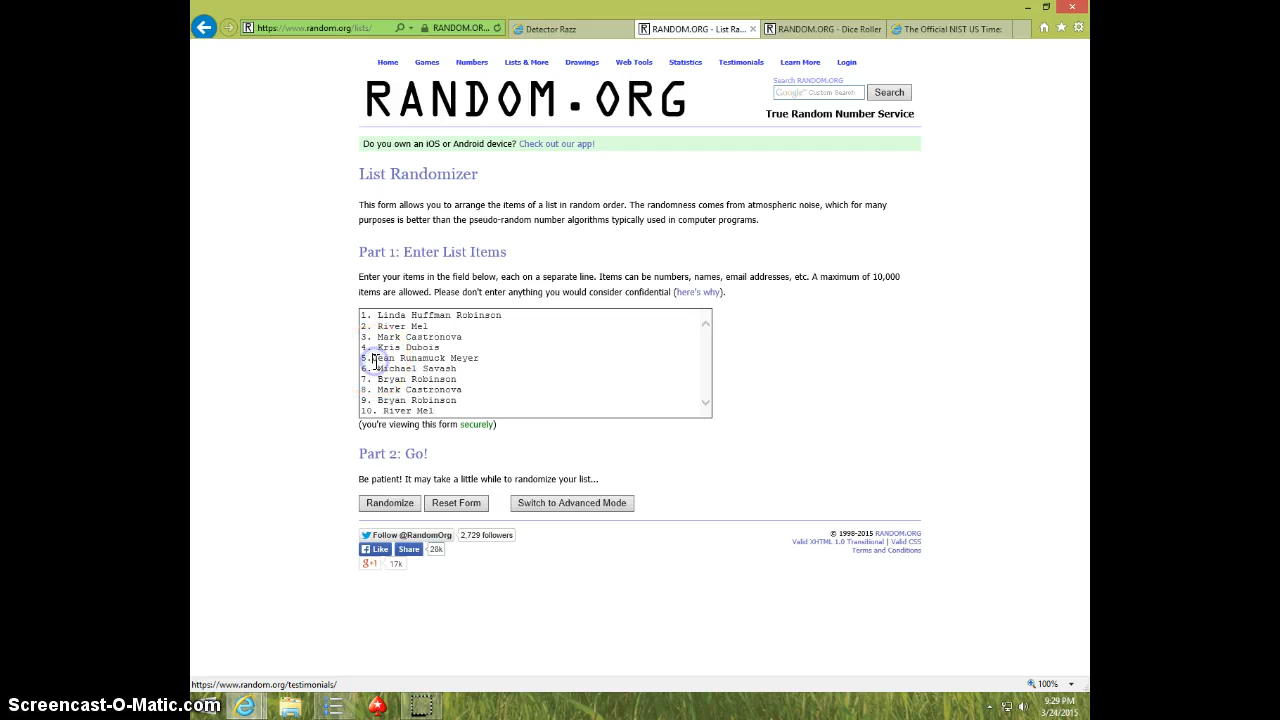 https://www.random.org/lists/
RANDOM.OR...
Detector Razz
RANDOM.ORG - List Ra...
RANDOM.ORG - Dice Roller
The Official NIST US Time:
Home Games Numbers Lists & More Drawings Web Tools Statistics Testimonials Learn More Login
RANDOM.ORG
Search RANDOM.ORG
Google™ Custom Search
Search
True Random Number Service
Do you own an iOS or Android device? Check out our app!
List Randomizer
This form allows you to arrange the items of a list in random order. The randomness comes from atmospheric noise, which for many
purposes is better than the pseudo-random number algorithms typically used in computer programs.
Part 1: Enter List Items
Enter your items in the field below, each on a separate line. Items can be numbers, names, email addresses, etc. A maximum of 10,000
items are allowed. Please don't enter anything you would consider confidential (here's why).
1. Linda Huffman Robinson
2. River Mel
3. Mark Castronova
4. Kris Dubois
5. Runamuck Meyer
6. Michael Savash
7. Bryan Robinson
8. Mark Castronova
9. Bryan Robinson
10. River Mel
(you're viewing this form securely)
Part 2: Go!
Be patient! It may take a little while to randomize your list...
Randomize Reset Form Switch to Advanced Mode
Follow @RandomOrg 2,729 followers
Like Share 28k
g+1 17k
© 1998-2015 RANDOM.ORG
Valid XHTML 1.0 Transitional | Valid CSS
Terms and Conditions
https://www.random.org/testimonials/
100%
9:29 PM
3/24/2015
Screencast-O-Matic.com